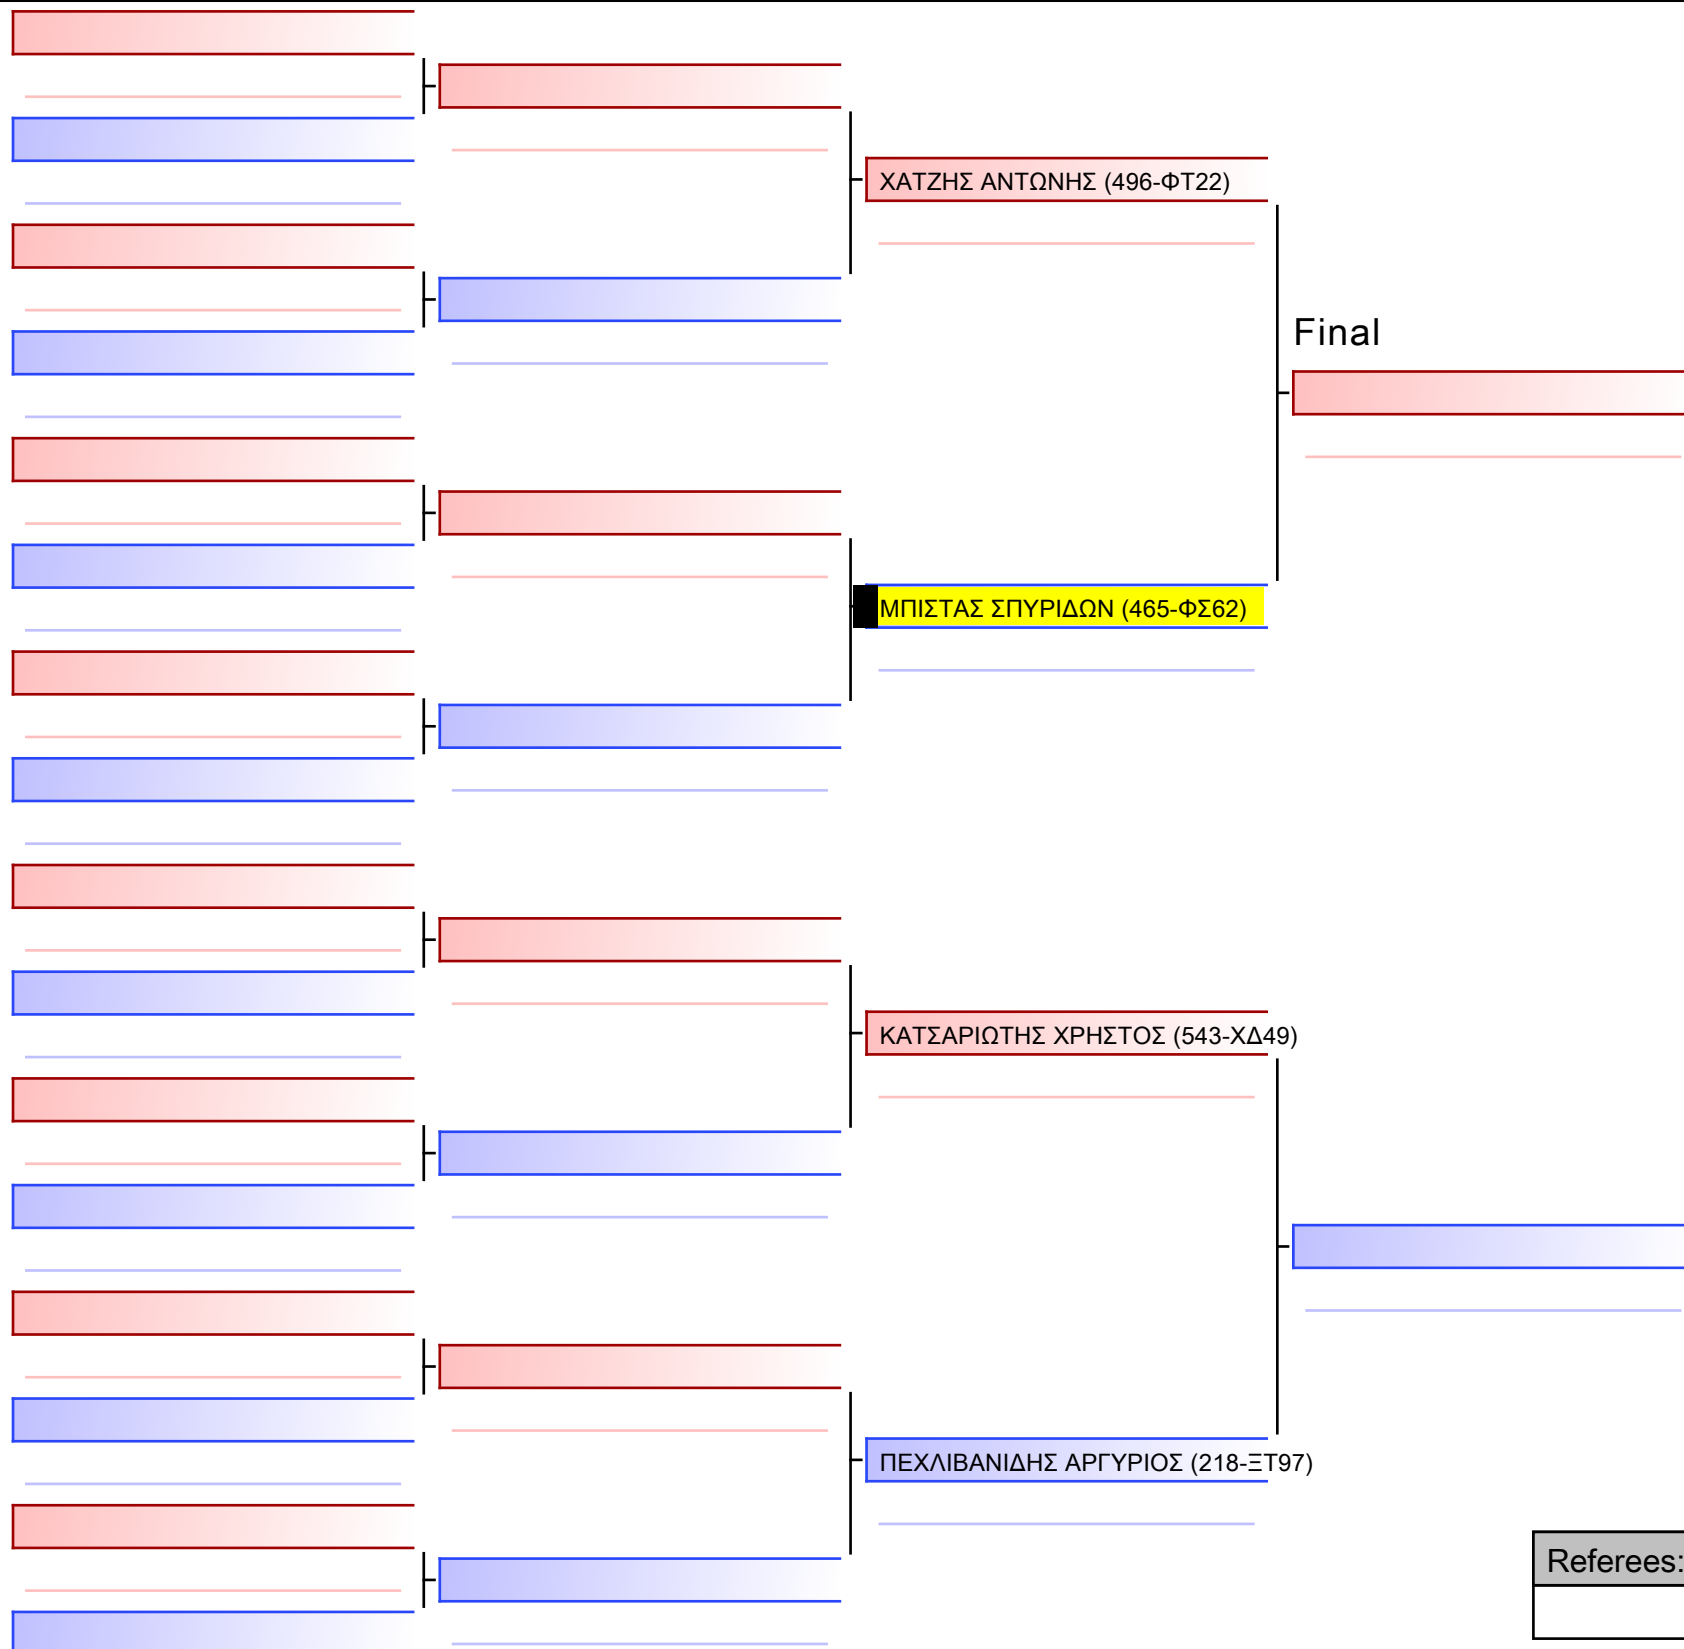 ΧΑΤΖΗΣ ΑΝΤΩΝΗΣ (496-ΦΤ22)
Final
ΜΠΙΣΤΑΣ ΣΠΥΡΙΔΩΝ (465-ΦΣ62)
ΚΑΤΣΑΡΙΩΤΗΣ ΧΡΗΣΤΟΣ (543-ΧΔ49)
ΠΕΧΛΙΒΑΝΙΔΗΣ ΑΡΓΥΡΙΟΣ (218-ΞΤ97)
Referees: